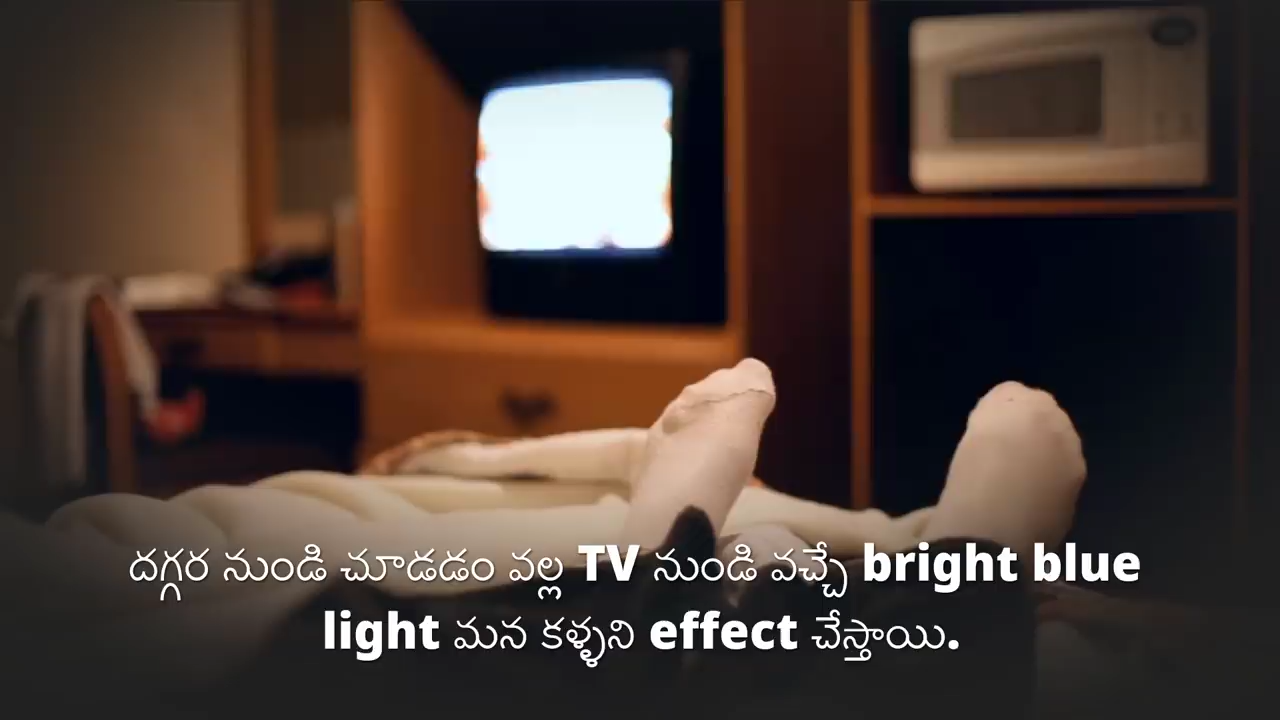 దగ్గర నుండి చూడడం వల్ల TV నుండి వచ్చే bright blue
light మన కళ్ళని effect చేస్తాయి.